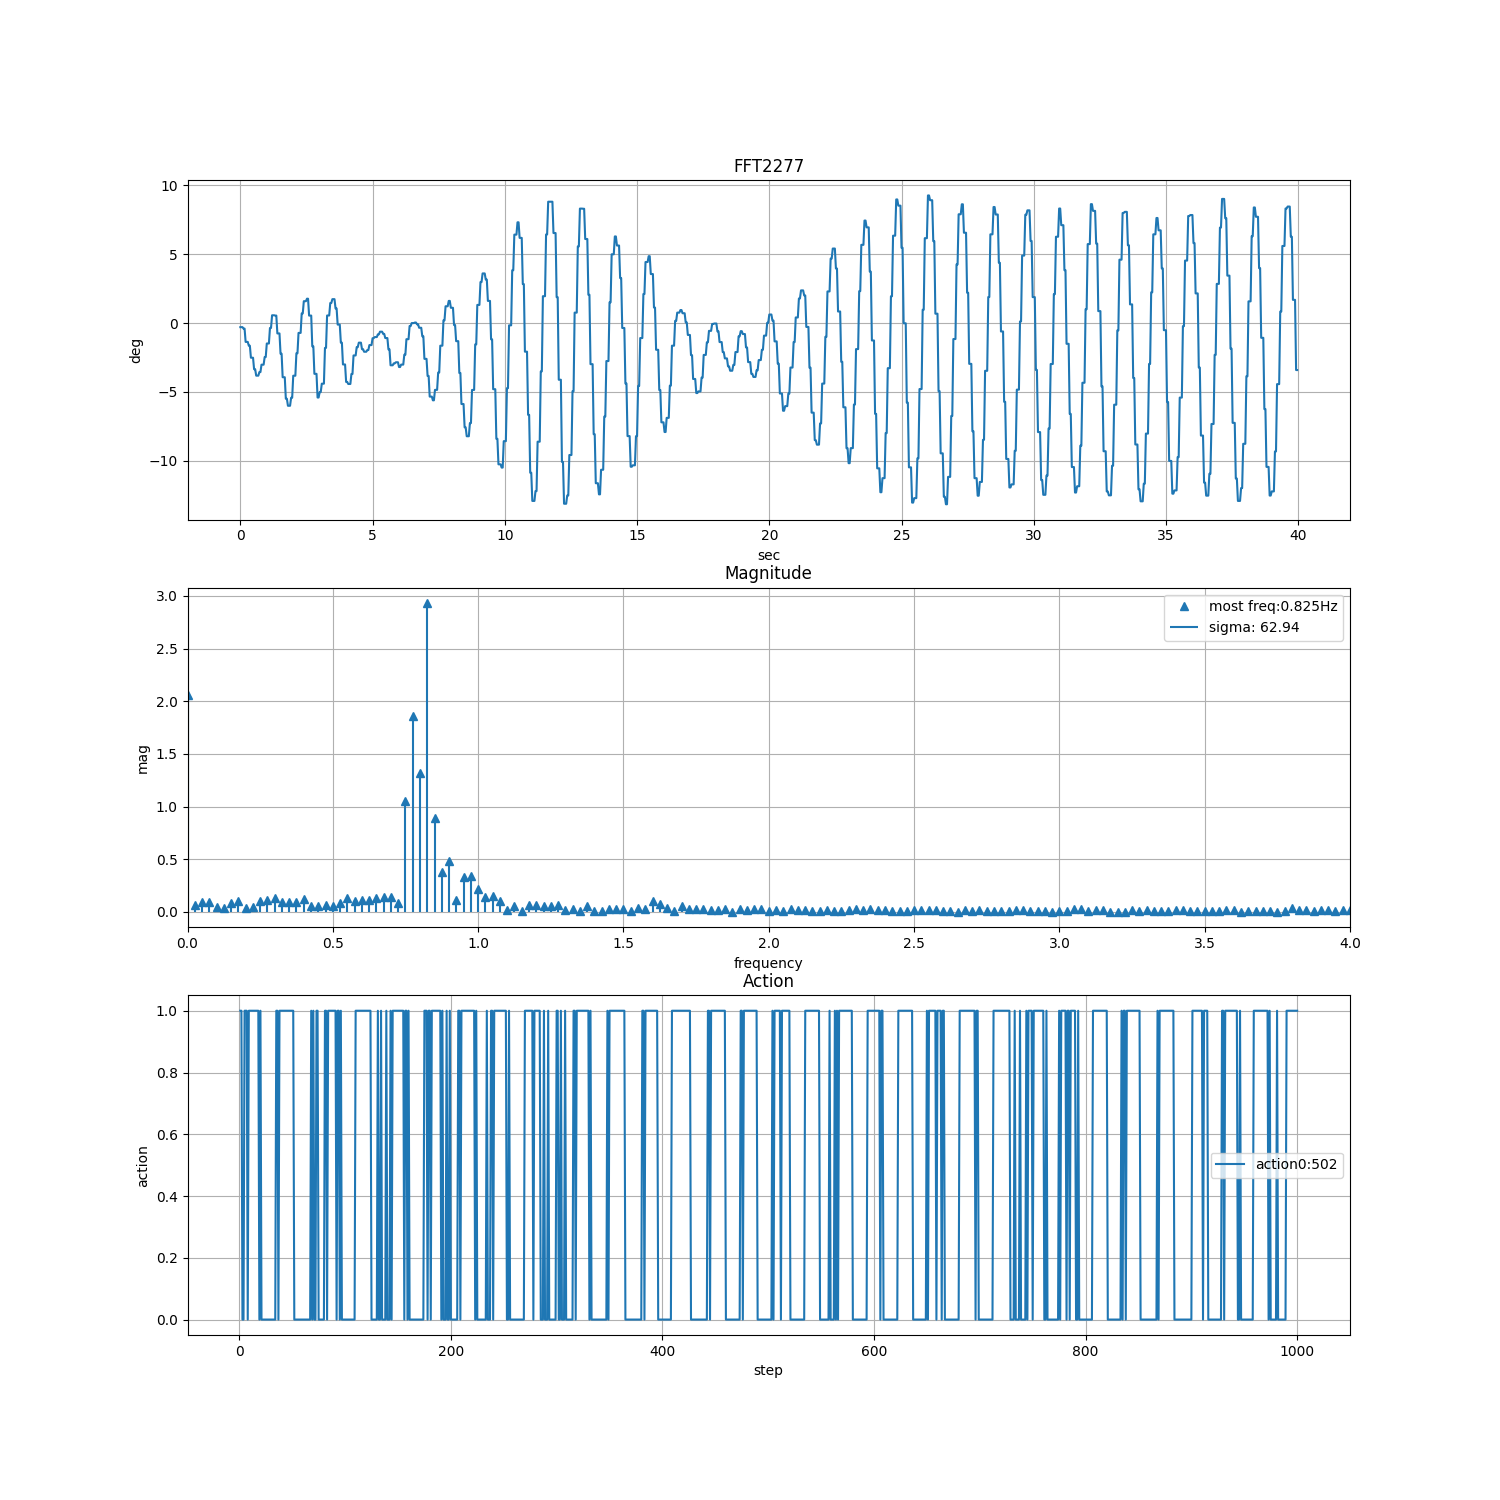 FFT2277
10
5
0
−5
−10
deg
0 5 10 15 20 25 30 35 40
sec
Magnitude
3.0
2.5
2.0
1.5
1.0
0.5
0.0
mag
most freq:0.825Hz
sigma: 62.94
0.0 0.5 1.0 1.5 2.0 2.5 3.0 3.5 4.0
frequency
Action
1.0
0.8
0.6
0.4
0.2
0.0
action
action0:502
0 200 400 600 800 1000
step